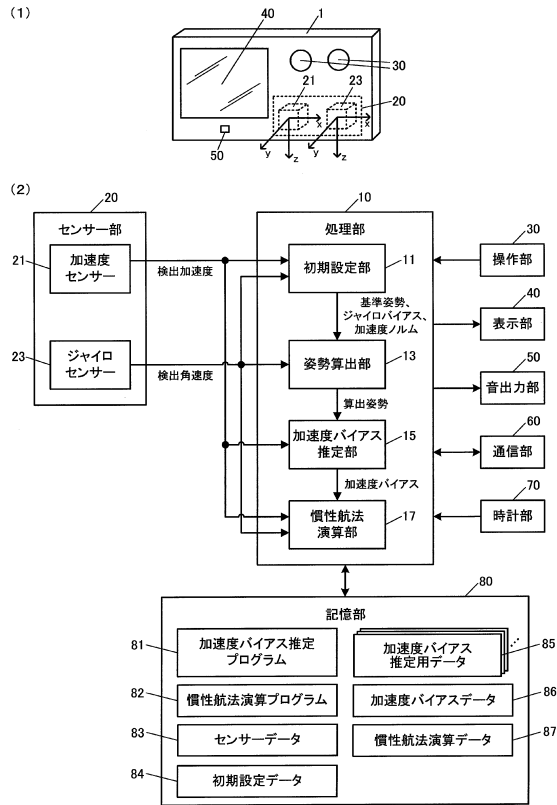 (1)
1
40
30
21
23
20
x
x
y
z
y
z
50
(2)
20
センサー部
21
加速度
センサー
検出加速度
23
ジャイロ
センサー
検出角速度
10
処理部
初期設定部
11
基準姿勢、
ジャイロバイアス、
加速度ノルム
姿勢算出部
13
算出姿勢
加速度バイアス
推定部
15
加速度バイアス
慣性航法
演算部
17
30
操作部
40
表示部
50
音出力部
60
通信部
70
時計部
80
記憶部
81
加速度バイアス推定
プログラム
加速度バイアス
推定用データ
85
82
慣性航法演算プログラム
加速度バイアスデータ
86
83
センサーデータ
慣性航法演算データ
87
84
初期設定データ